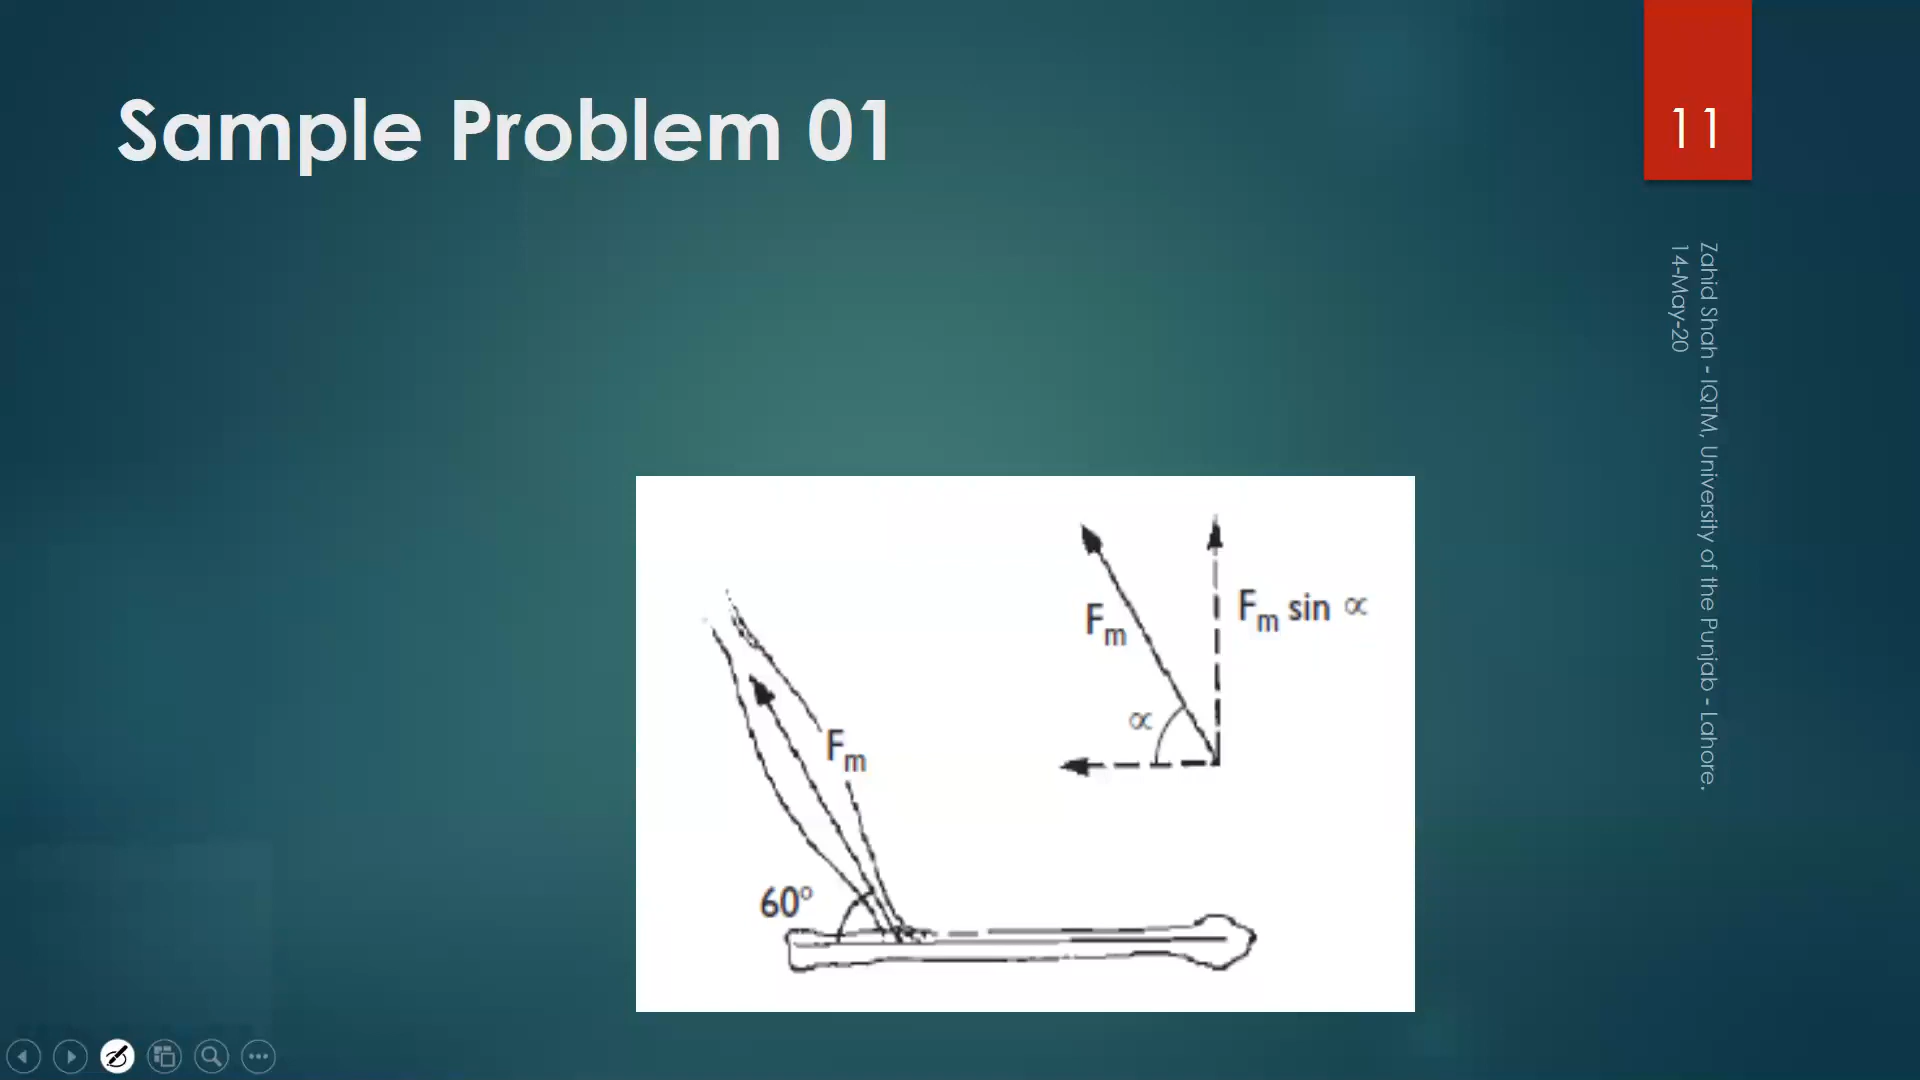 Sample Problem 01
11
Zahid Shah - IQTM, University of the Punjab - Lahore.
14-May-20
Fm
Fm sin ∝
∝
Fm
60°